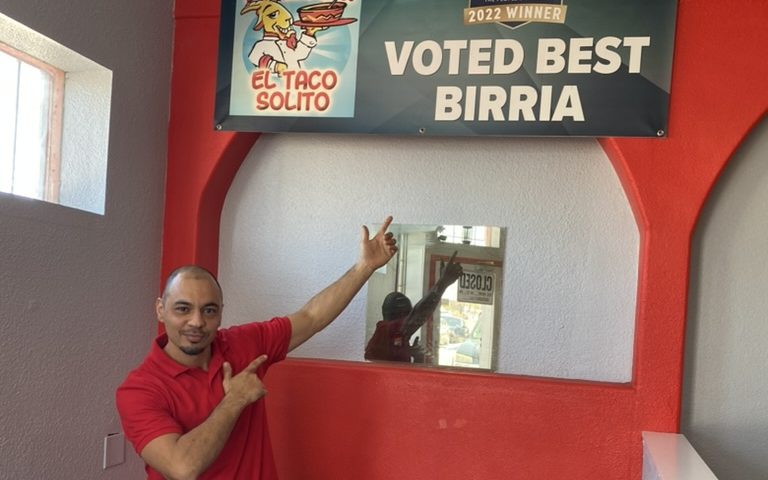 2022 WINNER
EL TACO
SOLITO
VOTED BEST
BIRRIA
CLOSED